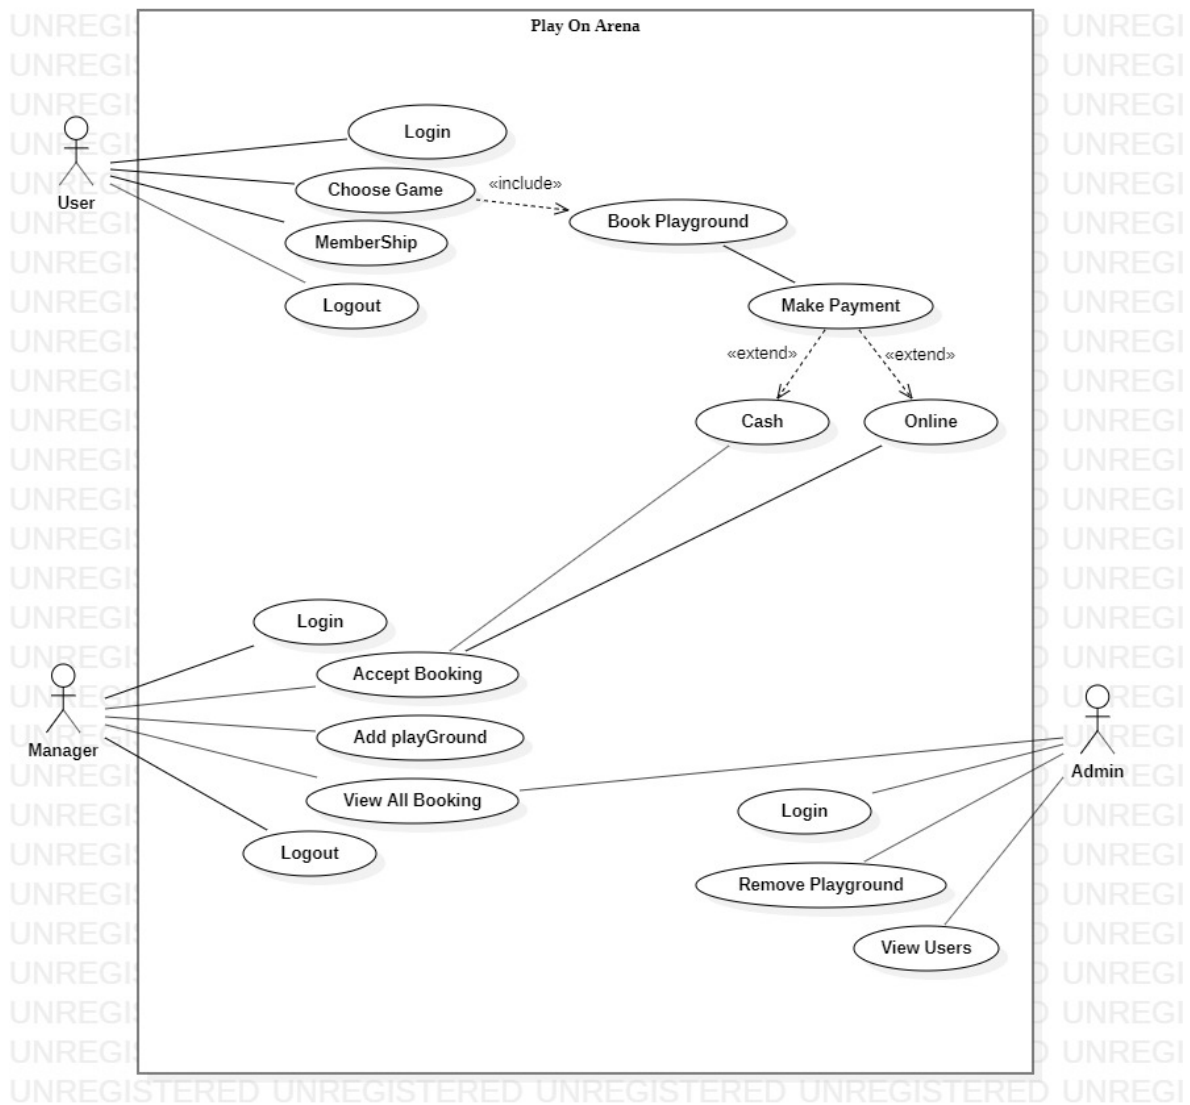 Play On Arena
Login
User
Choose Game
«include»
MemberShip
Book Playground
Logout
Make Payment
«extend»
«extend»
Cash
Online
Login
Manager
Accept Booking
Add playGround
View All Booking
Logout
Admin
Login
Remove Playground
View Users
UNREGISTERED UNREGISTERED UNREGISTERED UNREGISTERED UNREGI